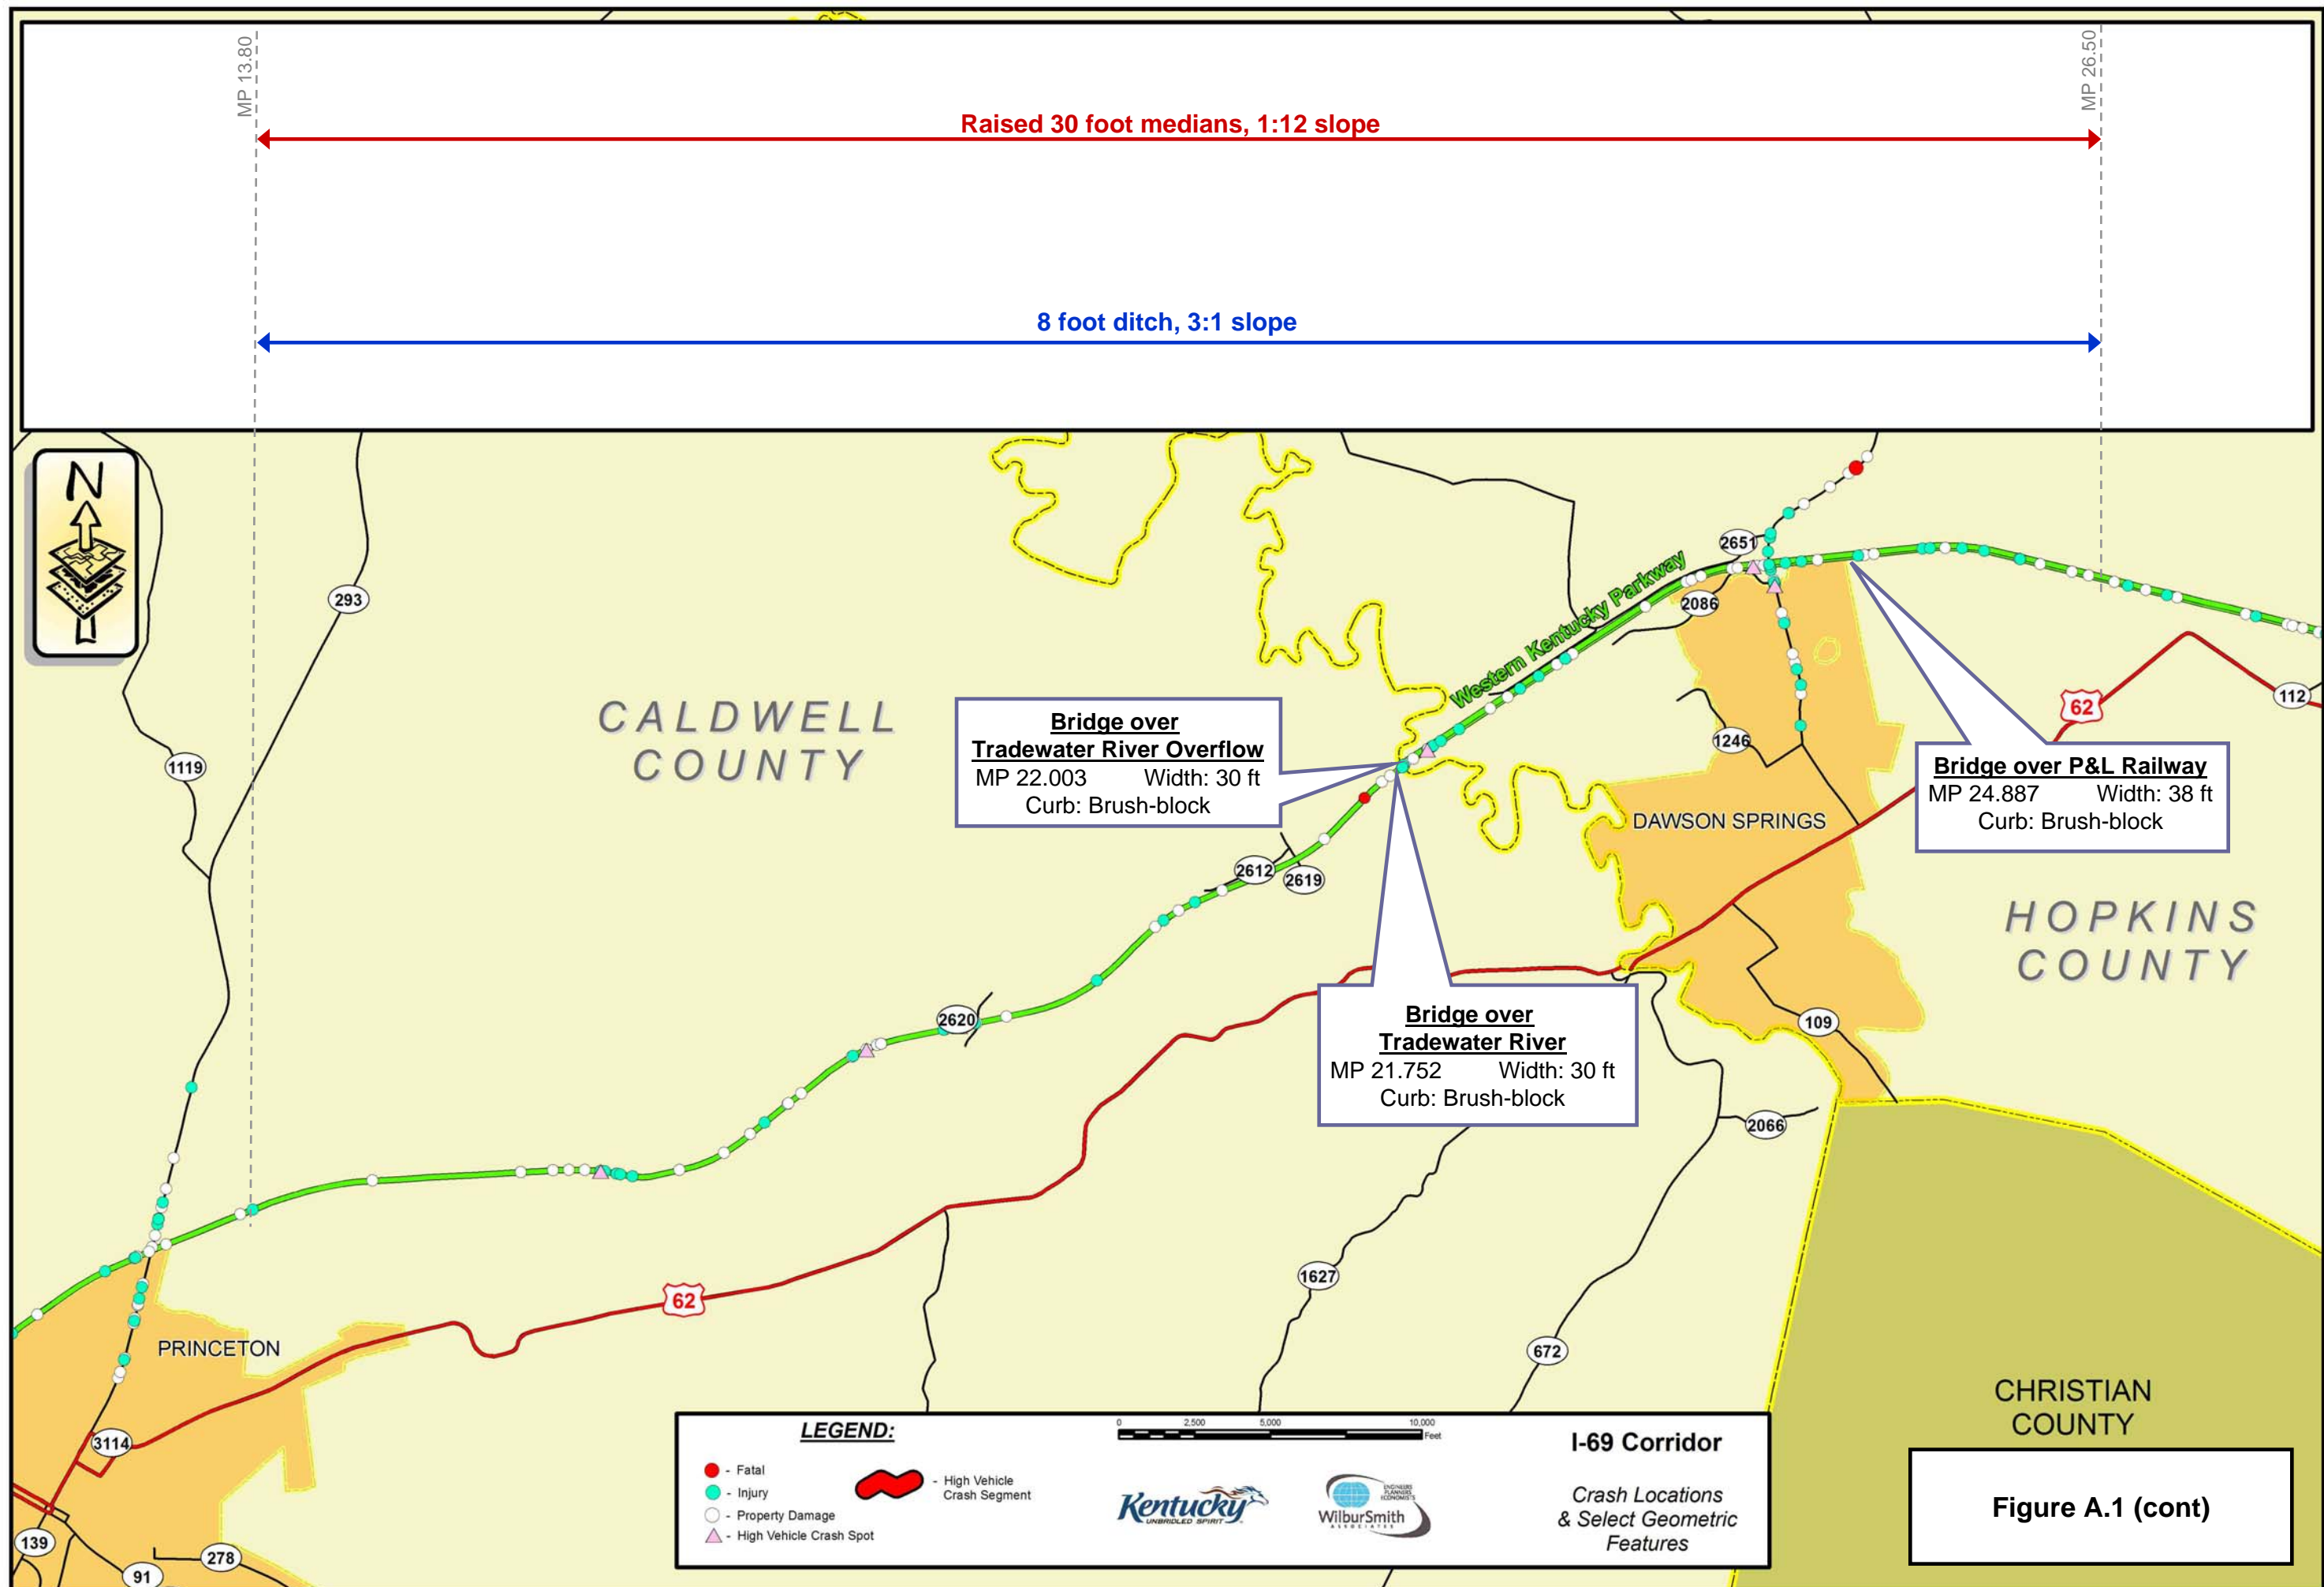 MP 13.80
MP 26.50
Raised 30 foot medians, 1:12 slope
8 foot ditch, 3:1 slope
N
293
1119
CALDWELL
COUNTY
Western Kentucky Parkway
2651
2086
62
112
1246
Bridge over
Tradewater River Overflow
MP 22.003 Width: 30 ft
Curb: Brush-block
Bridge over P&L Railway
MP 24.887 Width: 38 ft
Curb: Brush-block
DAWSON SPRINGS
2612
2619
HOPKINS
COUNTY
2620
109
Bridge over
Tradewater River
MP 21.752 Width: 30 ft
Curb: Brush-block
2066
1627
62
672
PRINCETON
3114
139
91
278
CHRISTIAN
COUNTY
LEGEND:
- Fatal
- Injury
- Property Damage
- High Vehicle Crash Spot
- High Vehicle
Crash Segment
0 2,500 5,000 10,000
Feet
Kentucky
UNBRIDLED SPIRIT
ENGINEERS
PLANNERS
ECONOMISTS
WilburSmith
ASSOCIATES
I-69 Corridor
Crash Locations
& Select Geometric
Features
Figure A.1 (cont)